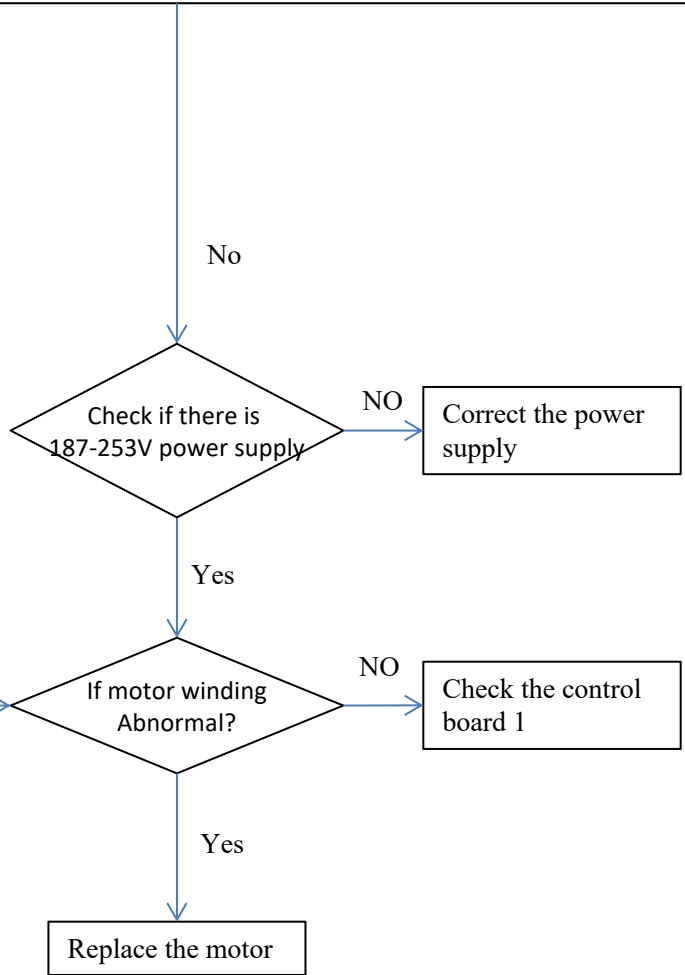 No
Check if there is
187-253V power supply
NO
Correct the power
supply
Yes
If motor winding
Abnormal?
NO
Check the control
board 1
Yes
Replace the motor